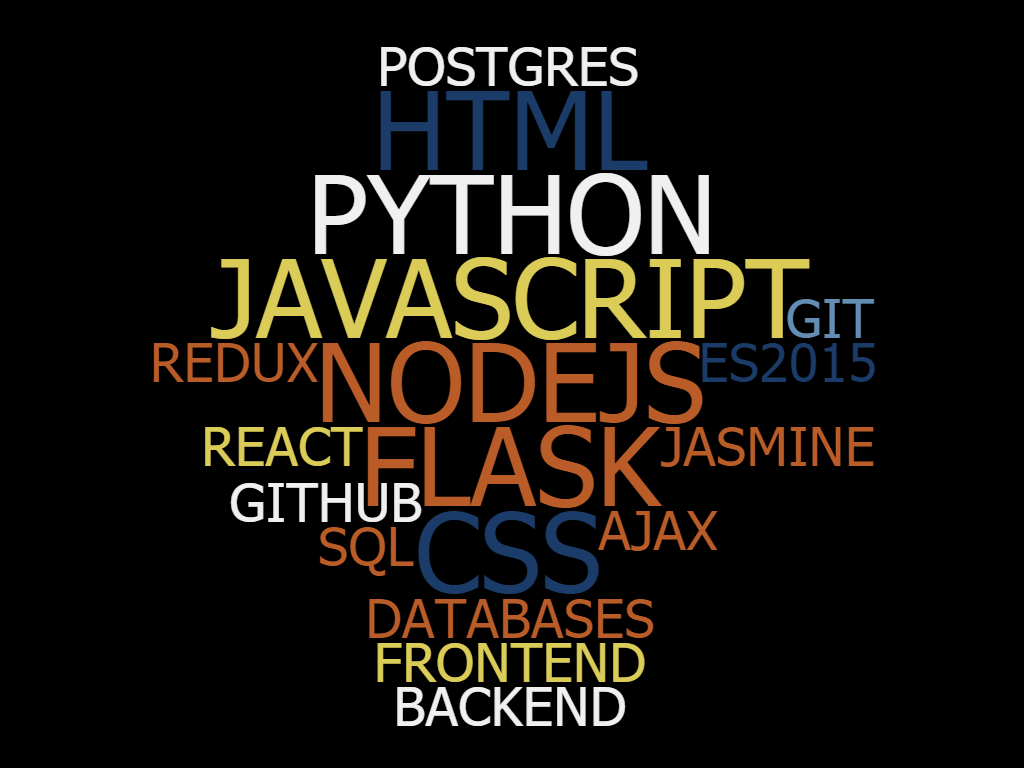 POSTGRES
HTML
PYTHON
JAVASCRIPT
GIT
REDUX NODEJS ES2015
REACT FLASK JASMINE
GITHUB
SQL CSS AJAX
DATABASES
FRONTEND
BACKEND